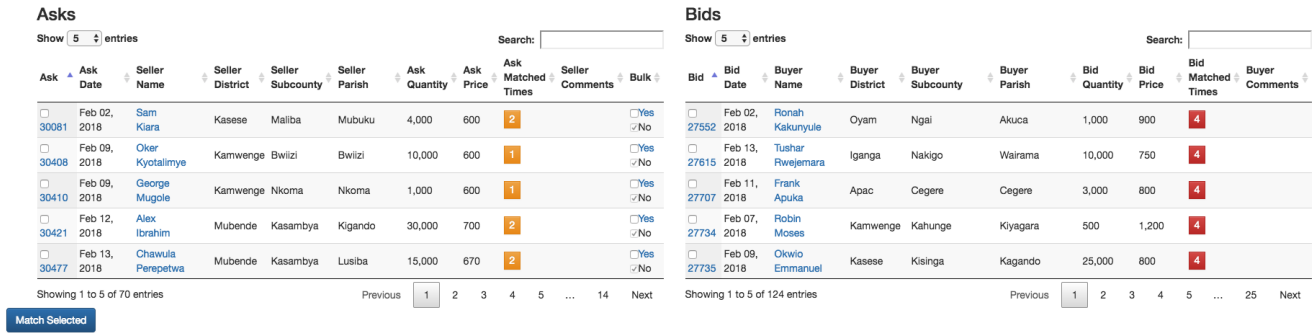 Asks
Show 5 entries
Search:
Ask Ask Date Seller Name Seller District Seller Subcounty Seller Parish Ask Quantity Ask Price Ask Matched Times Seller Comments Bulk
30081 Feb 02, 2018 Sam Kiara Kasese Maliba Mubuku 4,000 600 2 Yes No
30408 Feb 09, 2018 Oker Kyotalimye Kamwenge Bwiizi Bwiizi 10,000 600 1 Yes No
30410 Feb 09, 2018 George Mugole Kamwenge Nkoma Nkoma 1,000 600 1 Yes No
30421 Feb 12, 2018 Alex Ibrahim Mubende Kasambya Kigando 30,000 700 2 Yes No
30477 Feb 13, 2018 Chawula Perepetwa Mubende Kasambya Lusiba 15,000 670 2 Yes No
Showing 1 to 5 of 70 entries
Previous 1 2 3 4 5 ... 14 Next
Match Selected
Bids
Show 5 entries
Search:
Bid Bid Date Buyer Name Buyer District Buyer Subcounty Buyer Parish Bid Quantity Bid Price Bid Matched Times Buyer Comments
27552 Feb 02, 2018 Ronah Kakunyule Oyam Ngai Akuca 1,000 900 4
27615 Feb 13, 2018 Tushar Rwejemara Iganga Nakigo Wairama 10,000 750 4
27707 Feb 11, 2018 Frank Apuka Apac Cegere Cegere 3,000 800 4
27734 Feb 07, 2018 Robin Moses Kamwenge Kahunge Kiyagara 500 1,200 4
27735 Feb 09, 2018 Okwio Emmanuel Kasese Kisinga Kagando 25,000 800 4
Showing 1 to 5 of 124 entries
Previous 1 2 3 4 5 ... 25 Next